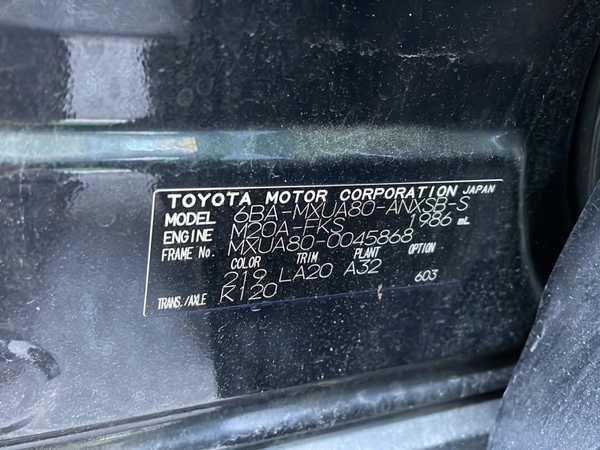 TOYOTA MOTOR CORPORATION JAPAN
MODEL 6BA-MXUA80-ANXSB-S
ENGINE M20A-FKS 1986 mL
FRAME No. MXUA80-0045868
COLOR TRIM PLANT OPTION
219 LA20 A32 603
TRANS./AXLE K120